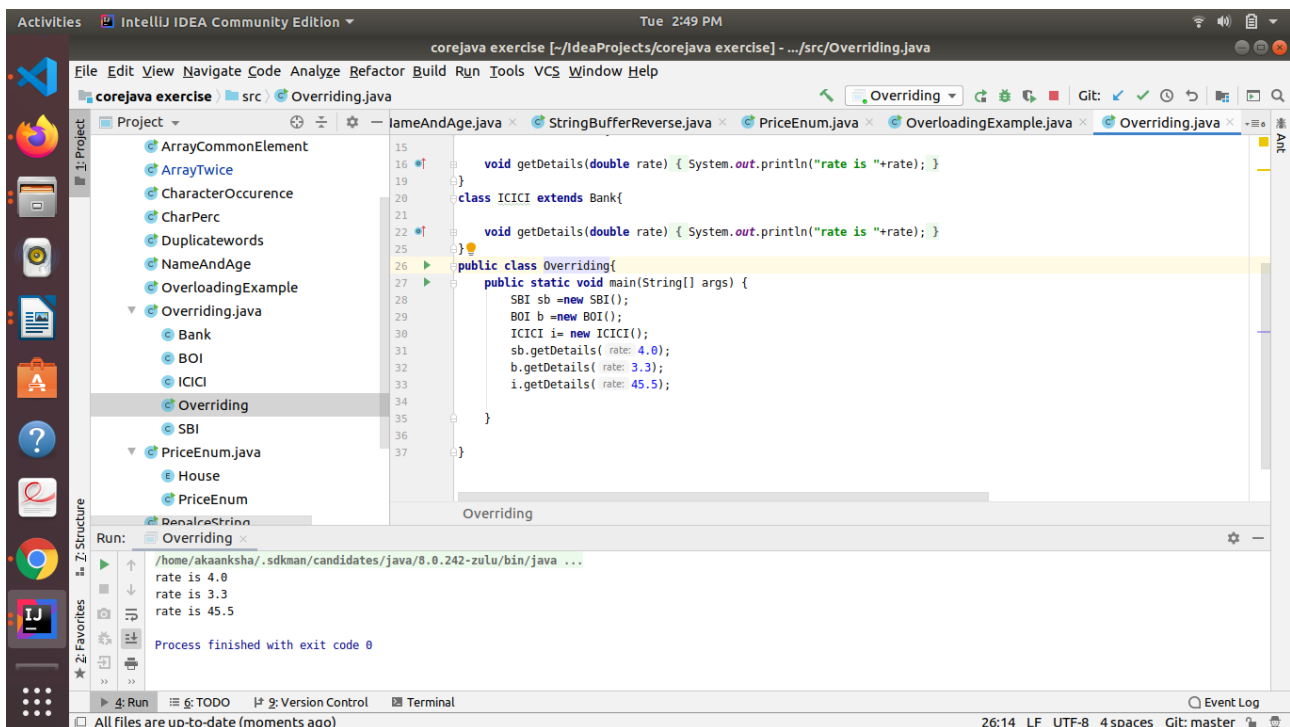 Activities IntelliJ IDEA Community Edition Tue 2:49 PM
corejava exercise [~/IdeaProjects/corejava exercise] - .../src/Overriding.java
File Edit View Navigate Code Analyze Refactor Build Run Tools VCS Window Help
corejava exercise src Overriding.java Overriding Git:
1: Project
Project
ArrayCommonElement
ArrayTwice
CharacterOccurence
CharPerc
Duplicatewords
NameAndAge
OverloadingExample
Overriding.java
Bank
BOI
ICICI
Overriding
SBI
PriceEnum.java
House
PriceEnum
RepalceString
IameAndAge.java StringBufferReverse.java PriceEnum.java OverloadingExample.java Overriding.java 6
Ant
15
16 void getDetails(double rate) { System.out.println("rate is "+rate); }
19 }
20 class ICICI extends Bank{
21
22 void getDetails(double rate) { System.out.println("rate is "+rate); }
25 }
26 public class Overriding{
27 public static void main(String[] args) {
28 SBI sb =new SBI();
29 BOI b =new BOI();
30 ICICI i= new ICICI();
31 sb.getDetails( rate: 4.0);
32 b.getDetails( rate: 3.3);
33 i.getDetails( rate: 45.5);
34
35 }
36
37 }
Overriding
Z: Structure
2: Favorites
Run: Overriding
/home/akaanksha/.sdkman/candidates/java/8.0.242-zulu/bin/java ...
rate is 4.0
rate is 3.3
rate is 45.5
Process finished with exit code 0
4: Run 6: TODO 9: Version Control Terminal Event Log
All files are up-to-date (moments ago) 26:14 LF UTF-8 4 spaces Git: master